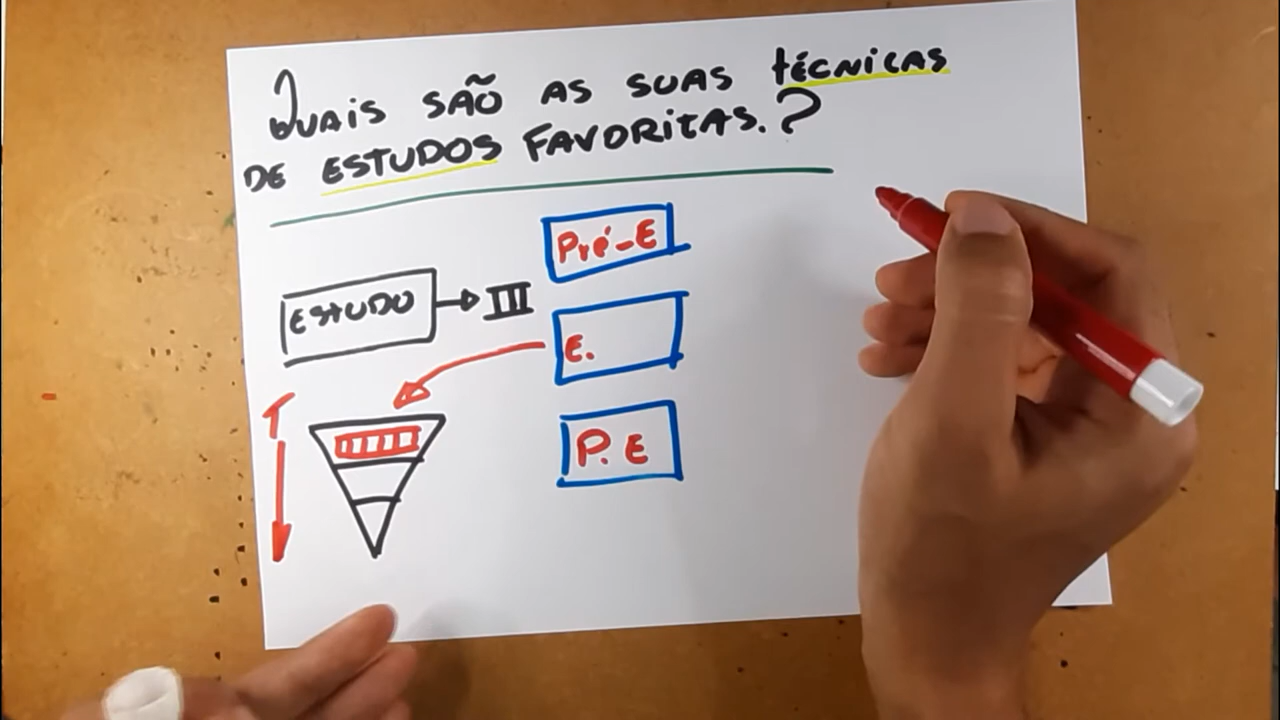 Quais são as suas técnicas
de estudos favoritas.?
Pré-E
Estudo → III
E.
P.E